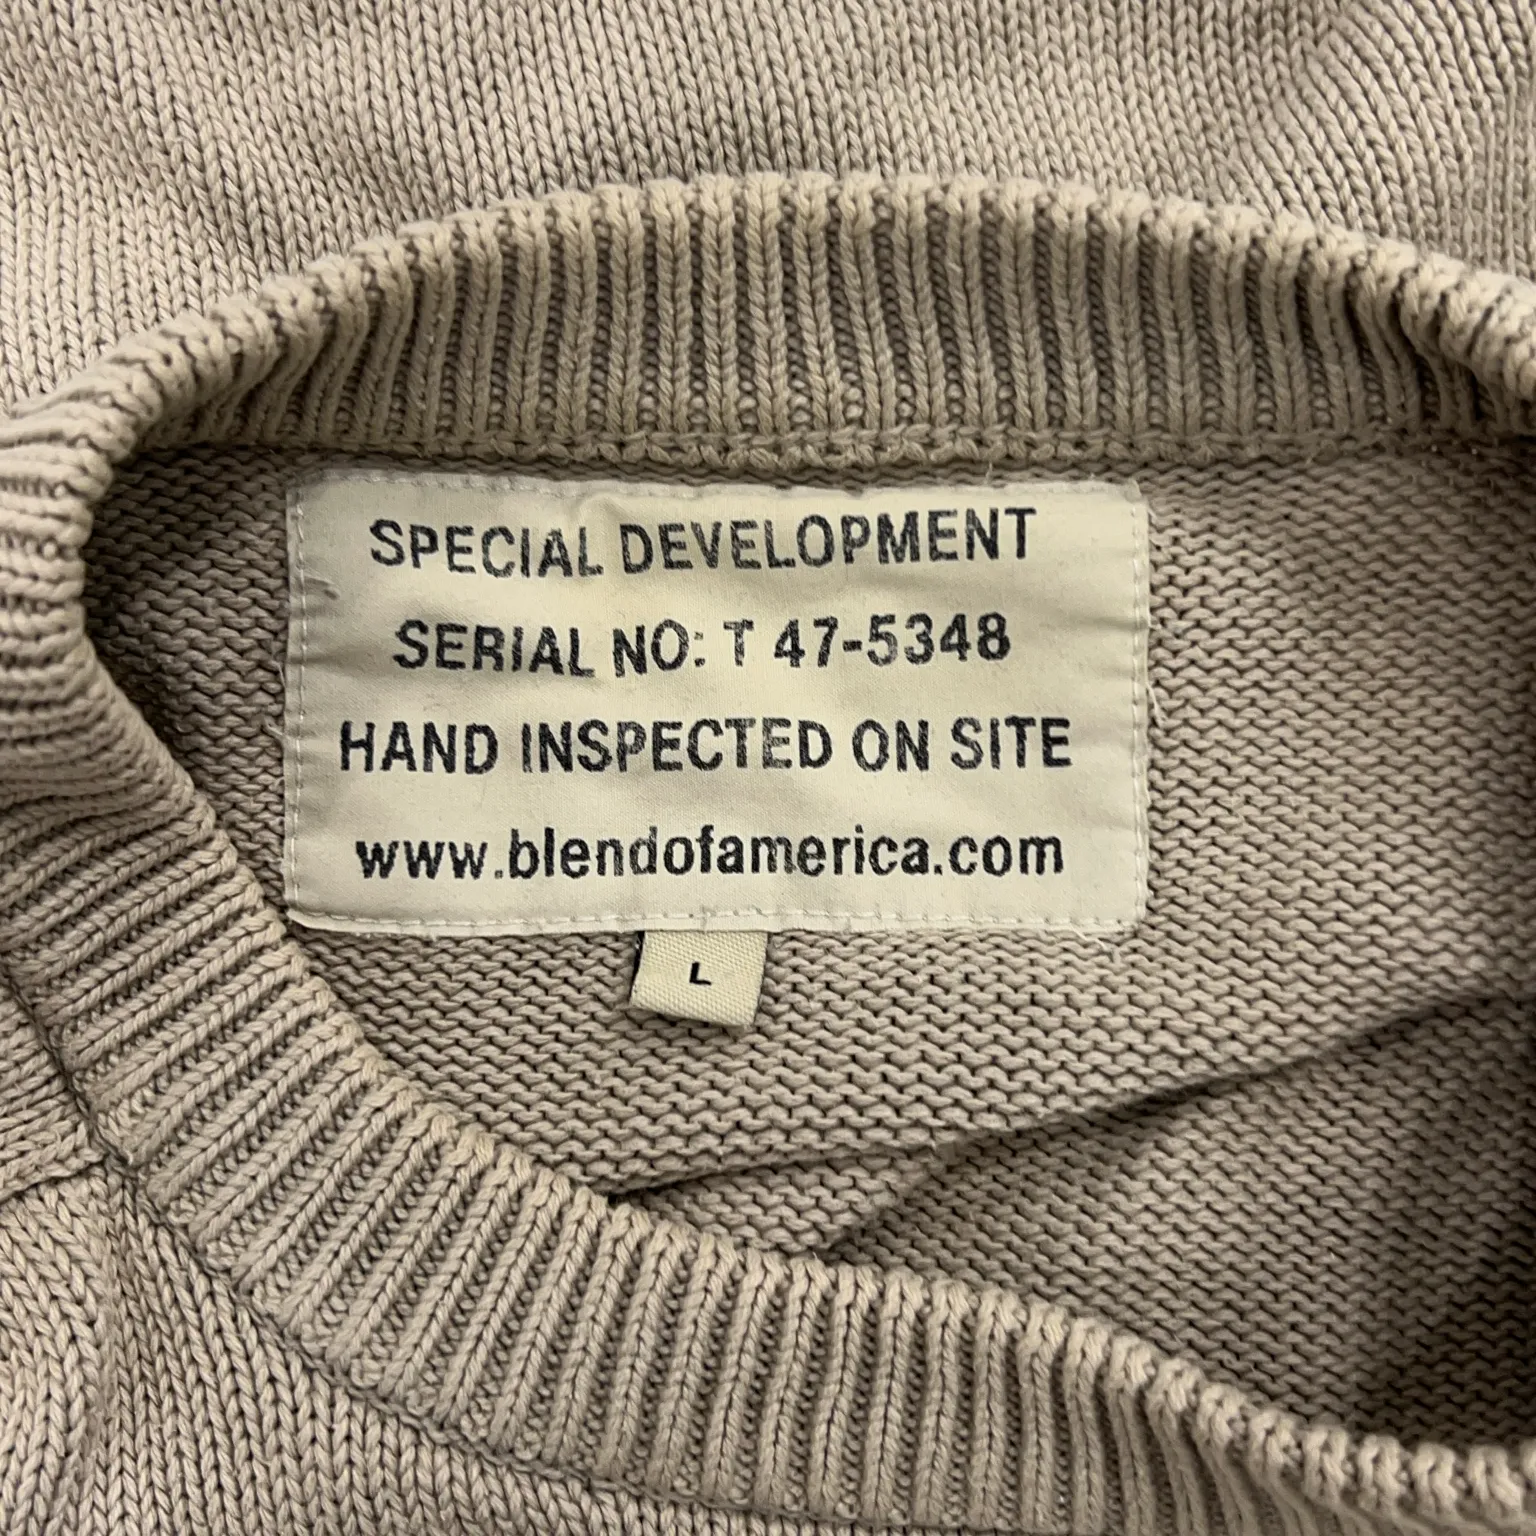 SPECIAL DEVELOPMENT
SERIAL NO: T 47-5348
HAND INSPECTED ON SITE
www.blendofamerica.com
L